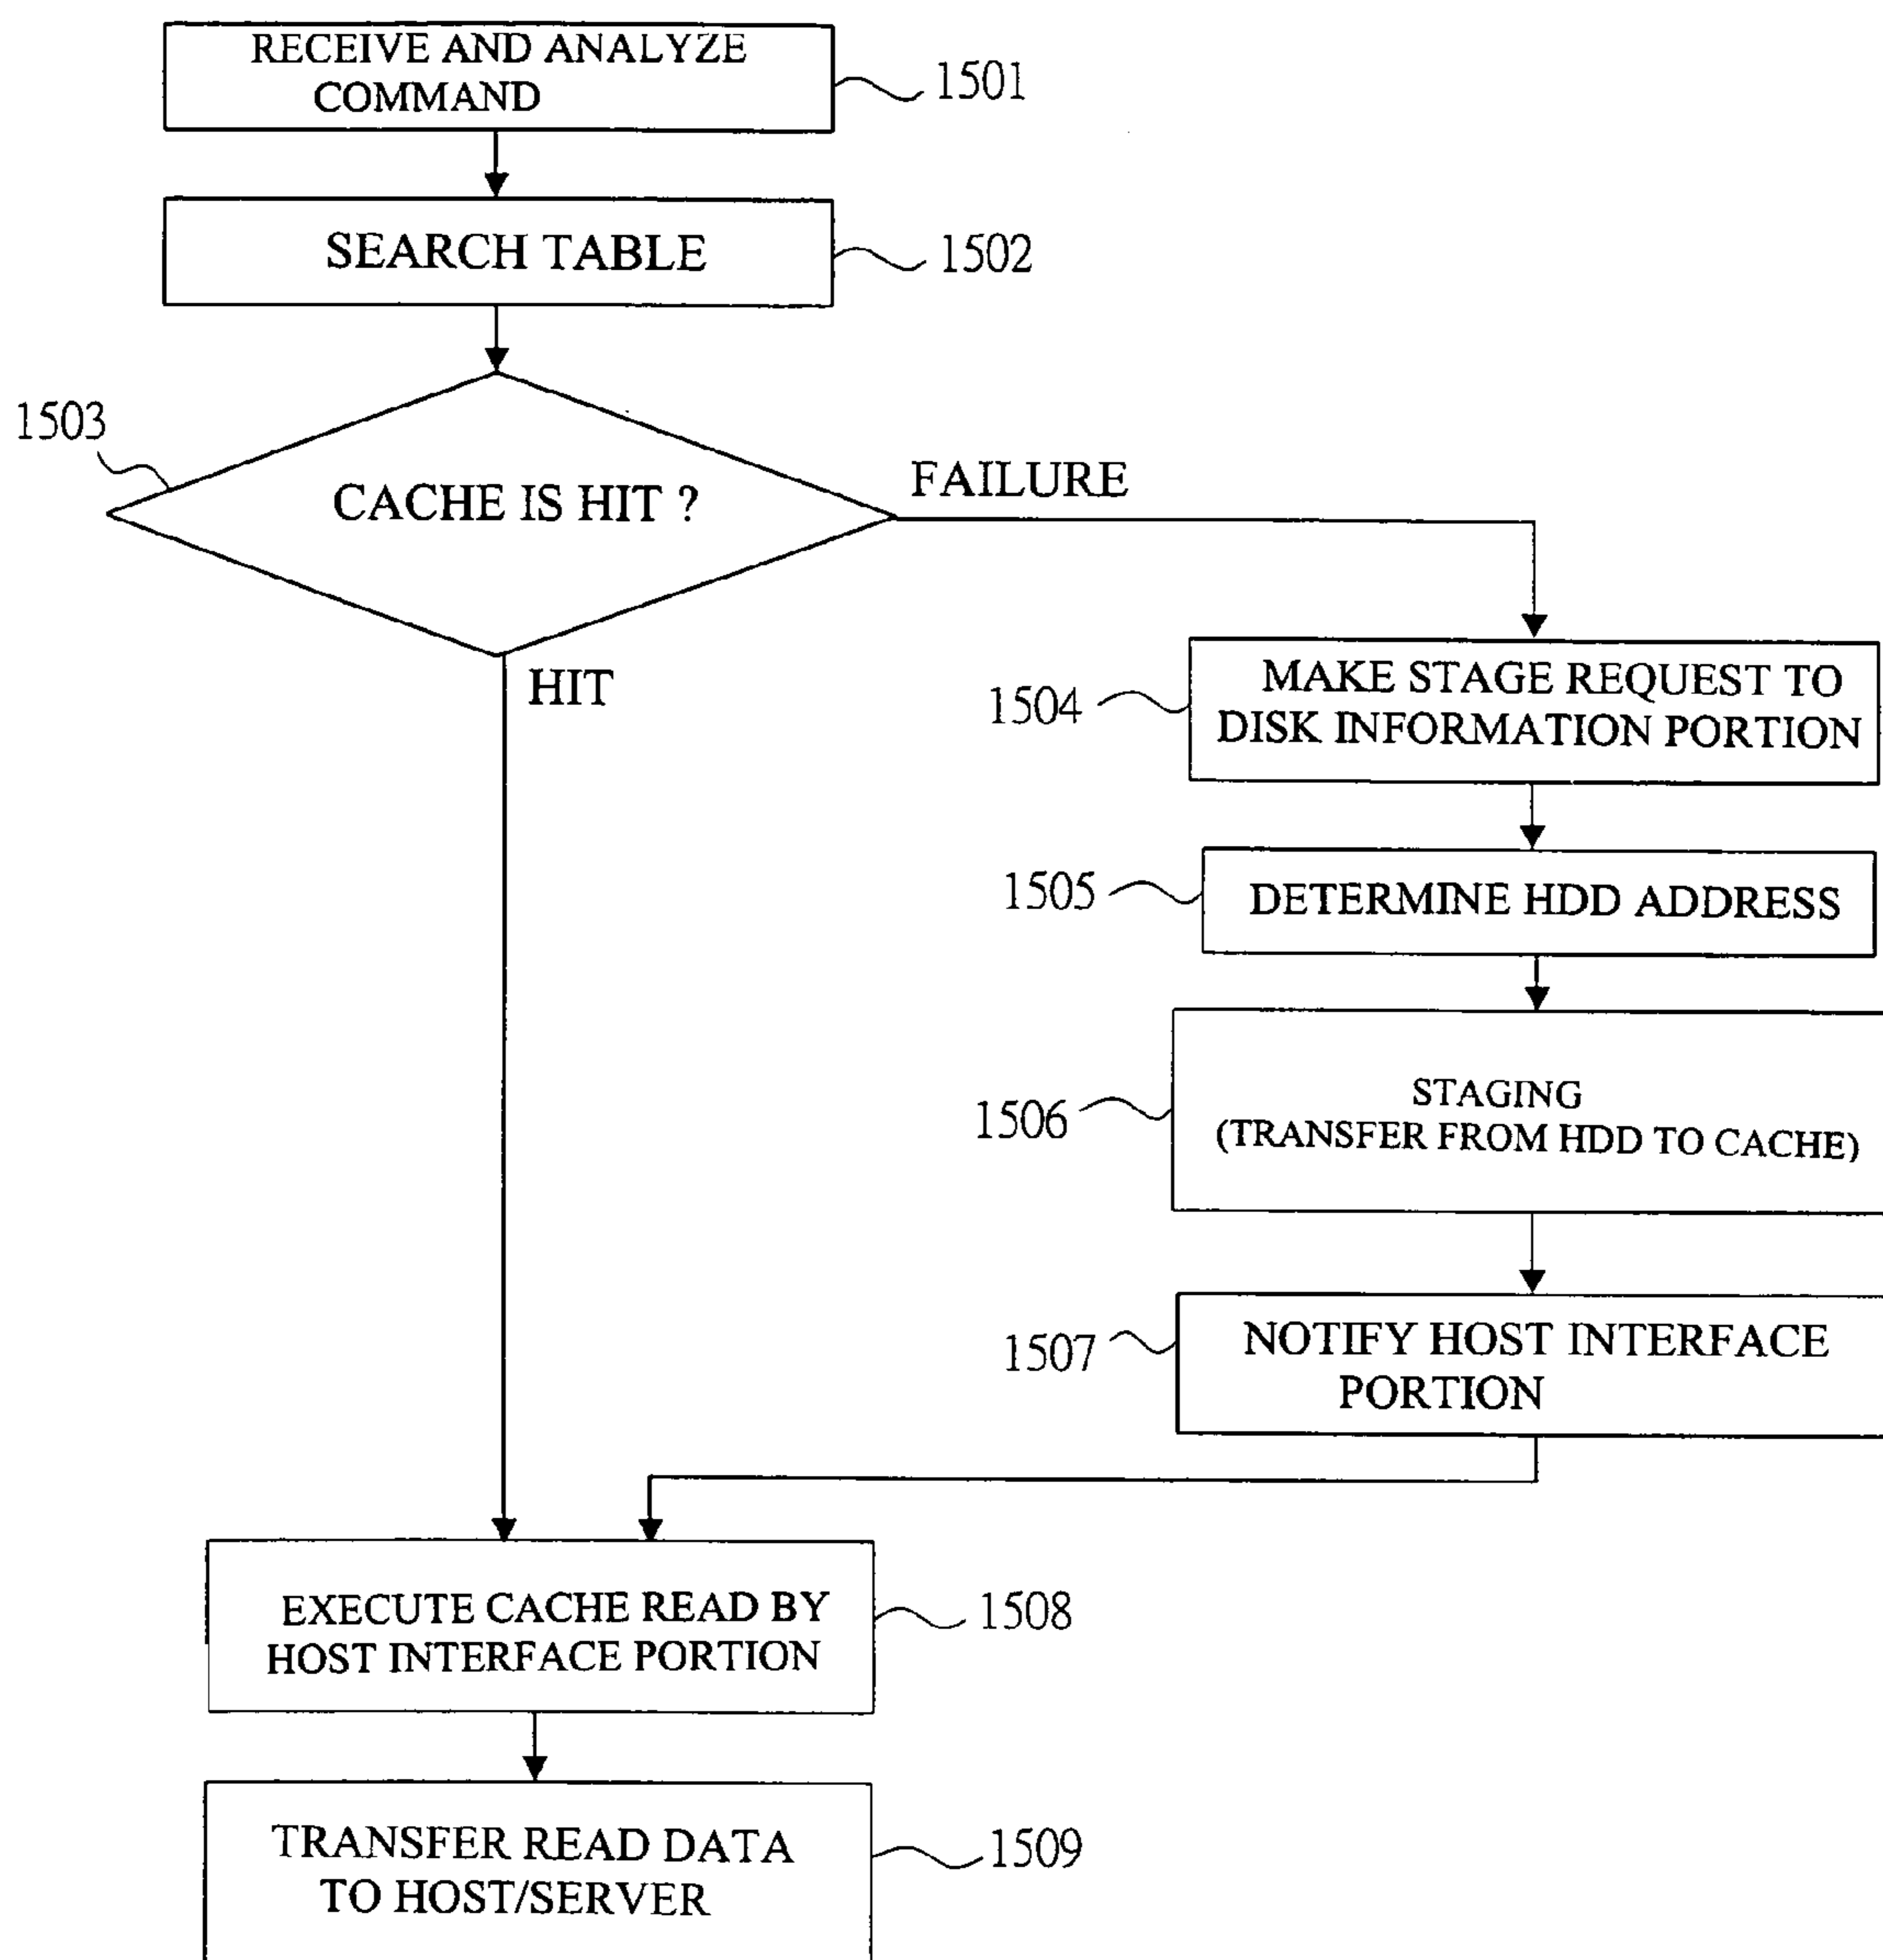 RECEIVE AND ANALYZE
COMMAND
1501
SEARCH TABLE
1502
1503
CACHE IS HIT ?
FAILURE
HIT
1504
MAKE STAGE REQUEST TO
DISK INFORMATION PORTION
1505
DETERMINE HDD ADDRESS
1506
STAGING
(TRANSFER FROM HDD TO CACHE)
1507
NOTIFY HOST INTERFACE
PORTION
EXECUTE CACHE READ BY
HOST INTERFACE PORTION
1508
TRANSFER READ DATA
TO HOST/SERVER
1509